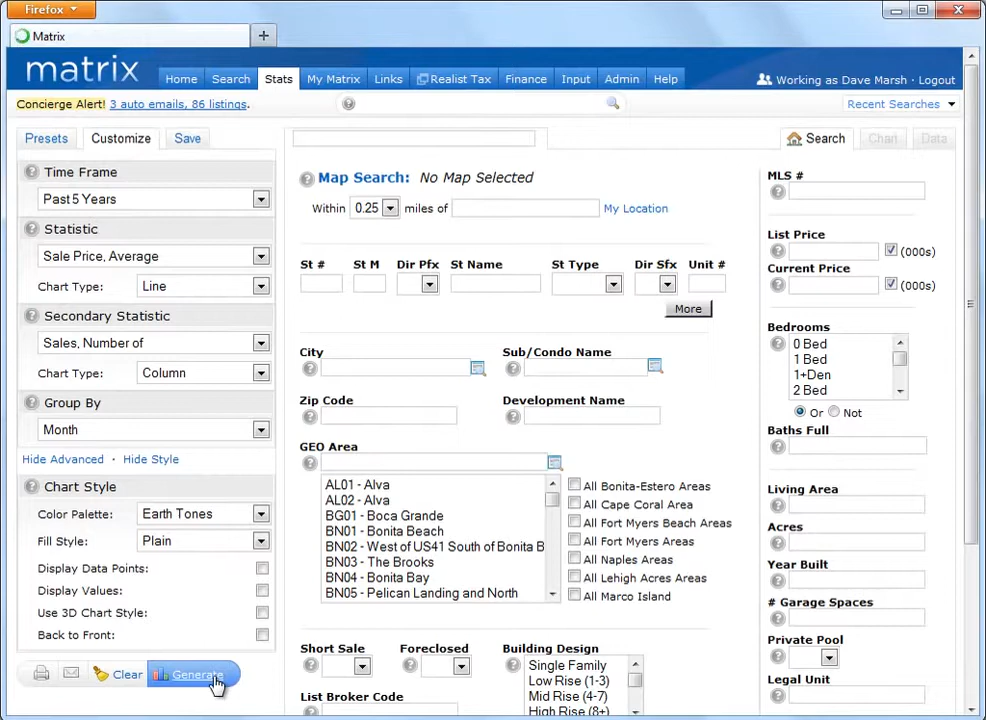 Firefox
Matrix
matrix
Home Search Stats My Matrix Links Realist Tax Finance Input Admin Help
Working as Dave Marsh · Logout
Concierge Alert! 3 auto emails, 86 listings.
Recent Searches
Presets Customize Save
Search Chart Data
Time Frame
Past 5 Years
Statistic
Sale Price, Average
Chart Type: Line
Secondary Statistic
Sales, Number of
Chart Type: Column
Group By
Month
Hide Advanced · Hide Style
Chart Style
Color Palette: Earth Tones
Fill Style: Plain
Display Data Points:
Display Values:
Use 3D Chart Style:
Back to Front:
Clear Generate
Map Search: No Map Selected
Within 0.25 miles of My Location
St # St M Dir Pfx St Name St Type Dir Sfx Unit #
More
City Sub/Condo Name
Zip Code Development Name
GEO Area
AL01 - Alva
AL02 - Alva
BG01 - Boca Grande
BN01 - Bonita Beach
BN02 - West of US41 South of Bonita B
BN03 - The Brooks
BN04 - Bonita Bay
BN05 - Pelican Landing and North
All Bonita-Estero Areas
All Cape Coral Area
All Fort Myers Beach Areas
All Fort Myers Areas
All Naples Areas
All Lehigh Acres Areas
All Marco Island
Short Sale Foreclosed Building Design
Single Family
Low Rise (1-3)
Mid Rise (4-7)
High Rise (8+)
List Broker Code
MLS #
List Price
(000s)
Current Price
(000s)
Bedrooms
0 Bed
1 Bed
1+Den
2 Bed
Or Not
Baths Full
Living Area
Acres
Year Built
# Garage Spaces
Private Pool
Legal Unit